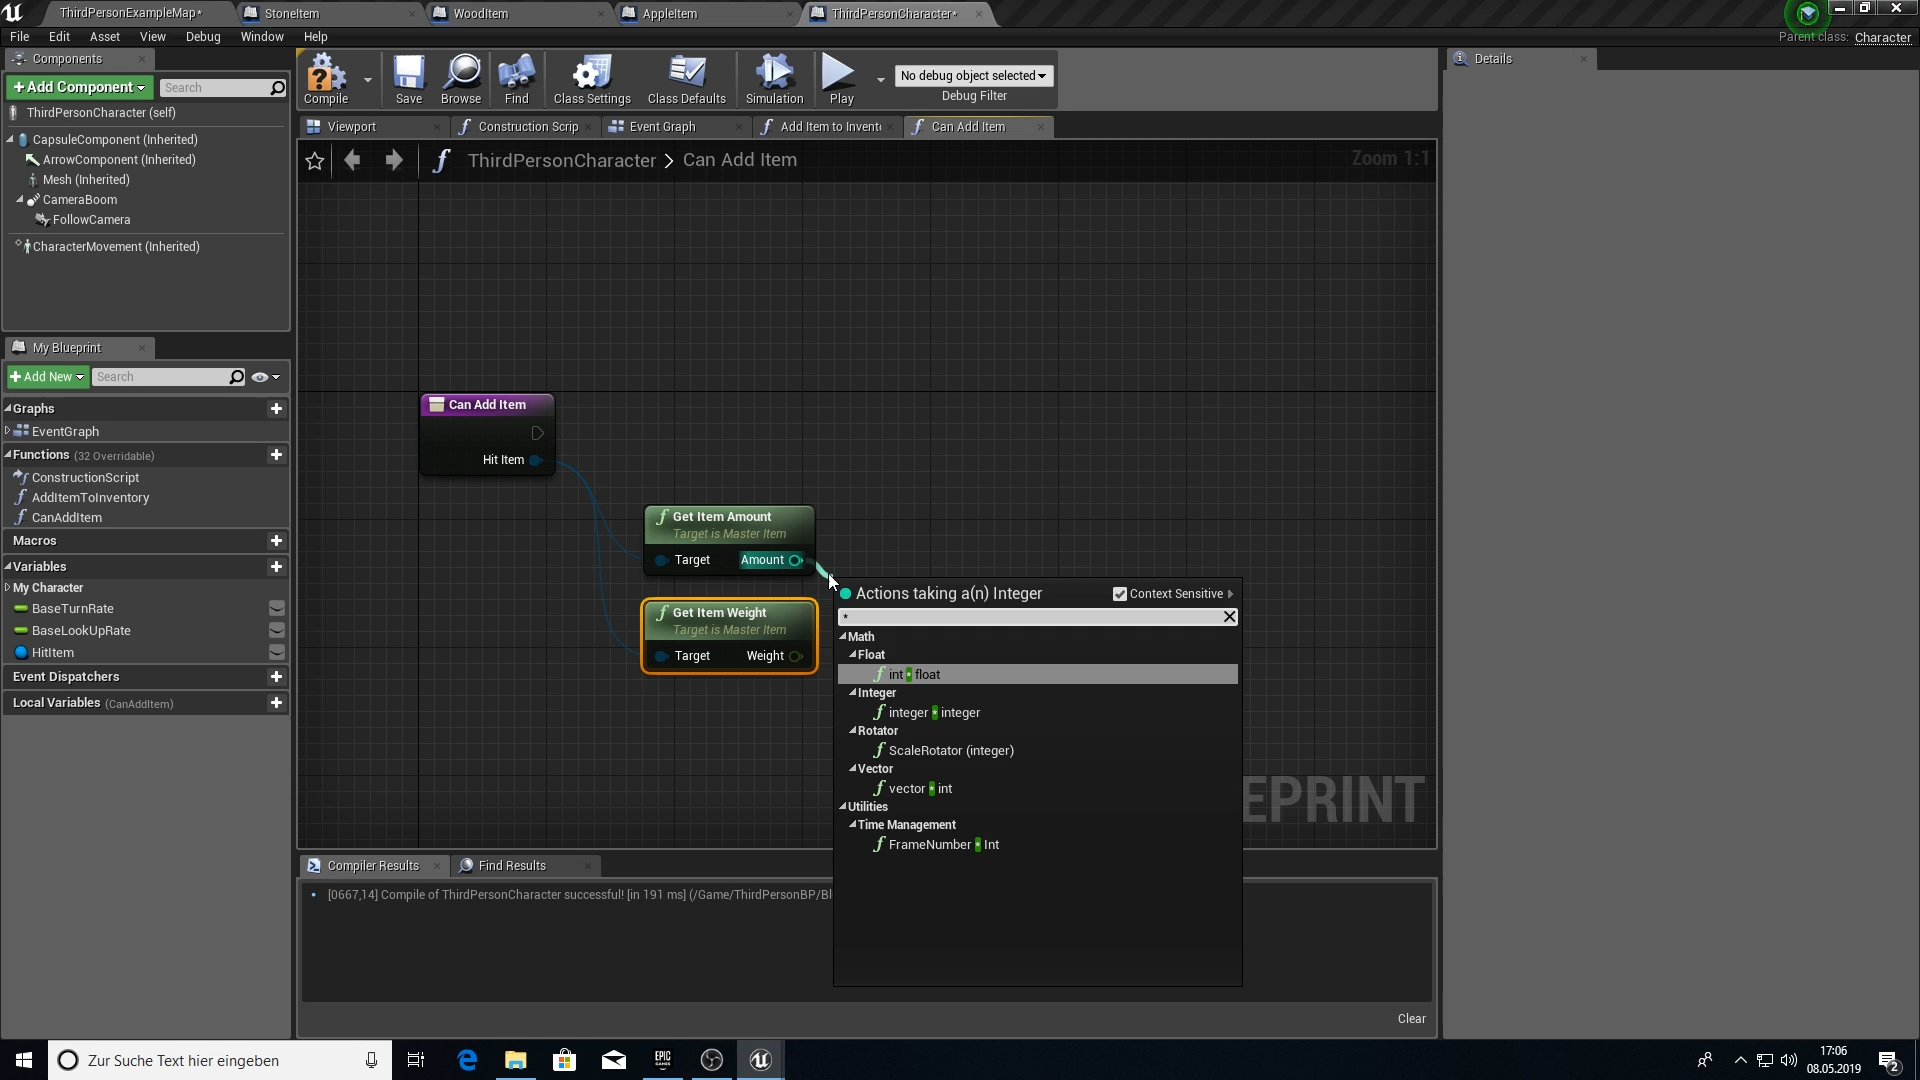 ThirdPersonExampleMap*
StoneItem
WoodItem
AppleItem
ThirdPersonCharacter*
File
Edit
Asset
View
Debug
Window
Help
Parent class: Character
Components
+Add Component
Search
ThirdPersonCharacter (self)
CapsuleComponent (Inherited)
ArrowComponent (Inherited)
Mesh (Inherited)
CameraBoom
FollowCamera
CharacterMovement (Inherited)
Compile
Save
Browse
Find
Class Settings
Class Defaults
Simulation
Play
No debug object selected
Debug Filter
Details
Viewport
Construction Scrip
Event Graph
Add Item to Invent
Can Add Item
ThirdPersonCharacter > Can Add Item
Zoom 1:1
My Blueprint
+Add New
Search
Graphs
EventGraph
Functions (32 Overridable)
ConstructionScript
AddItemToInventory
CanAddItem
Macros
Variables
My Character
BaseTurnRate
BaseLookUpRate
HitItem
Event Dispatchers
Local Variables (CanAddItem)
Can Add Item
Hit Item
Get Item Amount
Target is Master Item
Target
Amount
Get Item Weight
Target is Master Item
Target
Weight
Actions taking a(n) Integer
Context Sensitive
*
Math
Float
int * float
Integer
integer * integer
Rotator
ScaleRotator (integer)
Vector
vector * int
Utilities
Time Management
FrameNumber * Int
EPRINT
Compiler Results
Find Results
[0667,14] Compile of ThirdPersonCharacter successful! [in 191 ms] (/Game/ThirdPersonBP/Bl
Clear
Zur Suche Text hier eingeben
EPIC
GAMES
17:06
08.05.2019
2